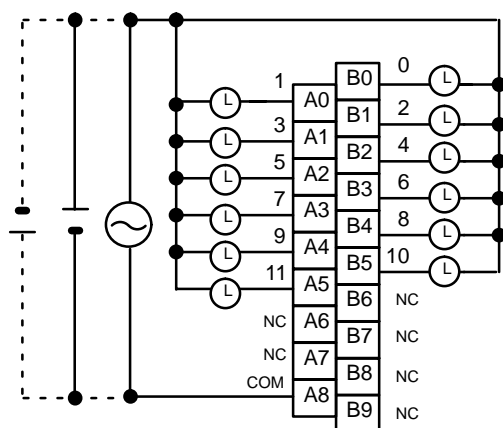 0 L
B0
1 L A0
2 L
B1
3 L A1
4 L
B2
5 L A2
6 L
B3
7 L A3
8 L
B4
9 L A4
10 L
B5
11 L A5
B6 NC
NC A6
B7 NC
NC A7
B8 NC
COM A8
B9 NC